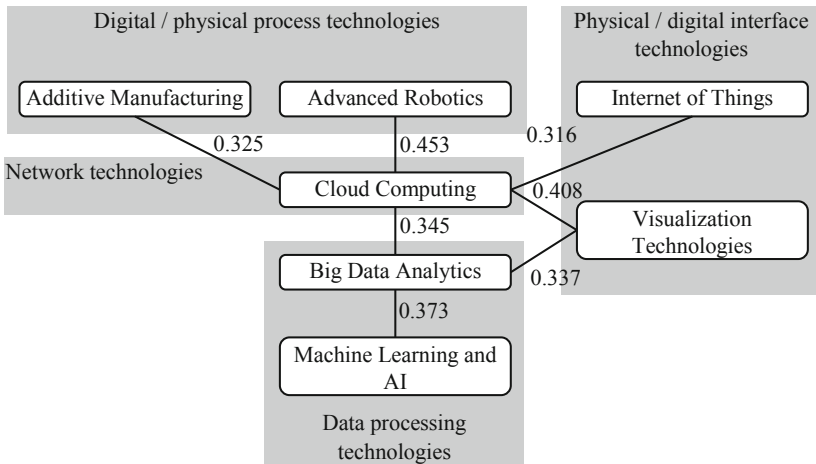 Digital / physical process technologies
Physical / digital interface
technologies
Additive Manufacturing
Advanced Robotics
Internet of Things
0.325
0.453
0.316
Network technologies
Cloud Computing
0.408
0.345
Visualization
Technologies
Big Data Analytics
0.337
0.373
Machine Learning and
AI
Data processing
technologies